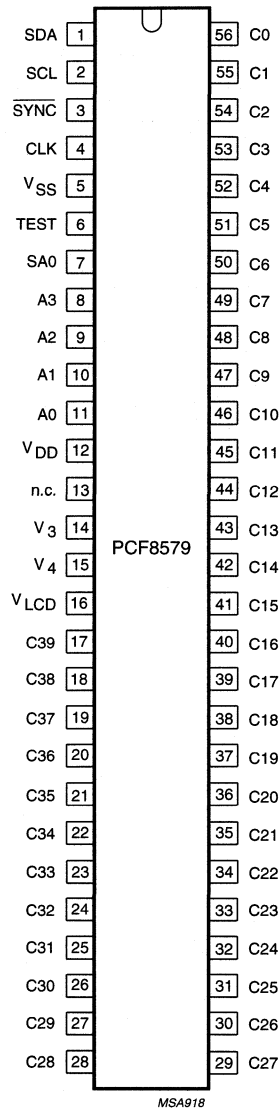 SDA 1 56 C0
SCL 2 55 C1
SYNC 3 54 C2
CLK 4 53 C3
VSS 5 52 C4
TEST 6 51 C5
SA0 7 50 C6
A3 8 49 C7
A2 9 48 C8
A1 10 47 C9
A0 11 46 C10
VDD 12 45 C11
n.c. 13 44 C12
V3 14 43 C13
PCF8579
V4 15 42 C14
VLCD 16 41 C15
C39 17 40 C16
C38 18 39 C17
C37 19 38 C18
C36 20 37 C19
C35 21 36 C20
C34 22 35 C21
C33 23 34 C22
C32 24 33 C23
C31 25 32 C24
C30 26 31 C25
C29 27 30 C26
C28 28 29 C27
MSA918